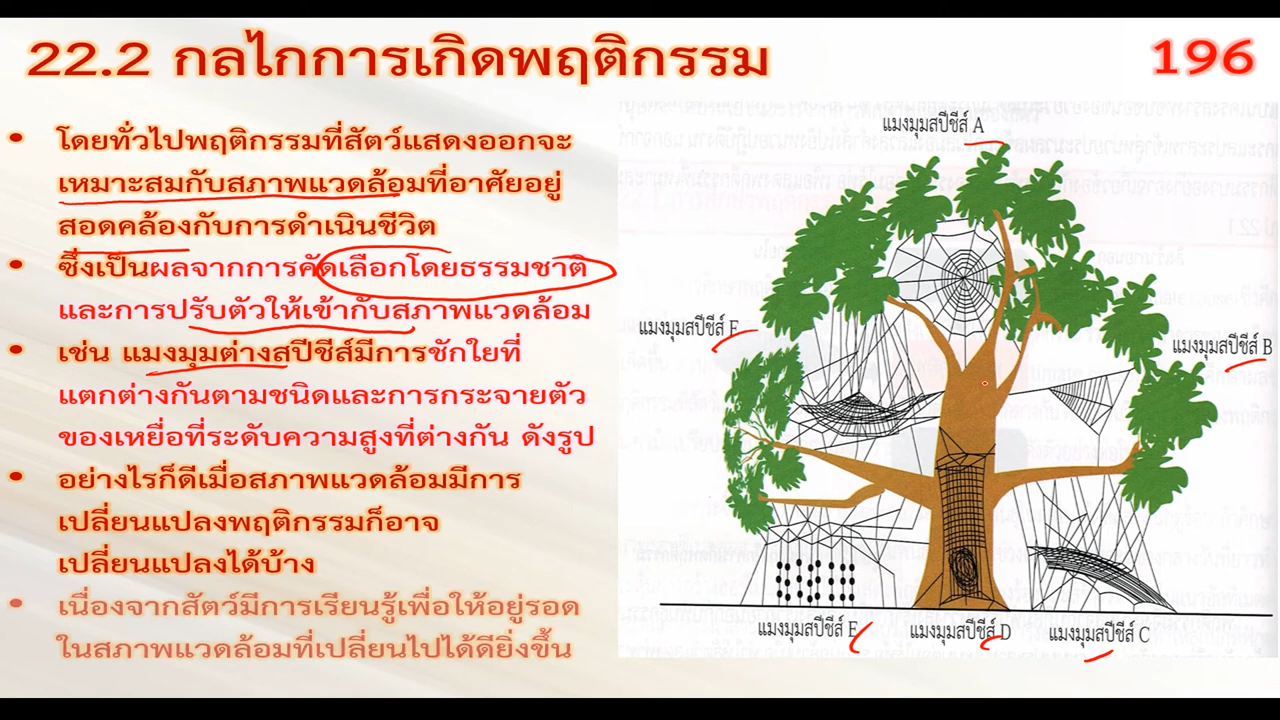 22.2 กลไกการเกิดพฤติกรรม
196
• โดยทั่วไปพฤติกรรมที่สัตว์แสดงออกจะ
เหมาะสมกับสภาพแวดล้อมที่อาศัยอยู่
สอดคล้องกับการดำเนินชีวิต
• ซึ่งเป็นผลจากการคัดเลือกโดยธรรมชาติ
และการปรับตัวให้เข้ากับสภาพแวดล้อม
• เช่น แมงมุมต่างสปีชีส์มีการชักใยที่
แตกต่างกันตามชนิดและการกระจายตัว
ของเหยื่อที่ระดับความสูงที่ต่างกัน ดังรูป
• อย่างไรก็ดีเมื่อสภาพแวดล้อมมีการ
เปลี่ยนแปลงพฤติกรรมก็อาจ
เปลี่ยนแปลงได้บ้าง
• เนื่องจากสัตว์มีการเรียนรู้เพื่อให้อยู่รอด
ในสภาพแวดล้อมที่เปลี่ยนไปได้ดียิ่งขึ้น
แมงมุมสปีชีส์ A
แมงมุมสปีชีส์ F
แมงมุมสปีชีส์ B
แมงมุมสปีชีส์ E
แมงมุมสปีชีส์ D
แมงมุมสปีชีส์ C